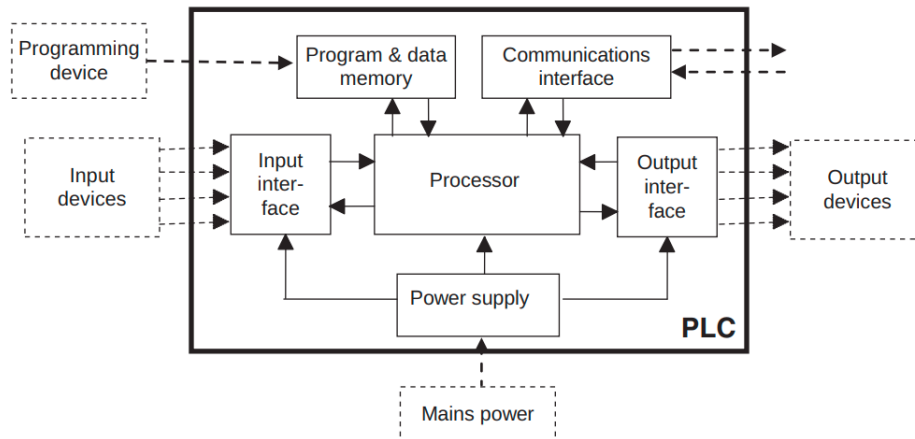 Programming
device
Program & data
memory
Communications
interface
Input
devices
Input
inter-
face
Processor
Output
inter-
face
Output
devices
Power supply
PLC
Mains power